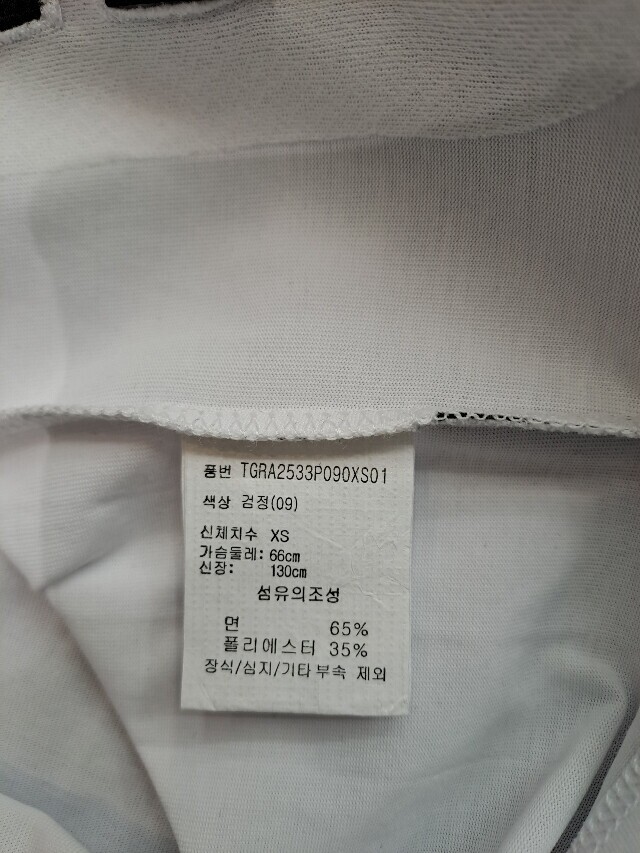 품번 TGRA2533P090XS01
색상 검정(09)
신체치수 XS
가슴둘레: 66cm
신장: 130cm
섬유의조성
면 65%
폴리에스터 35%
장식/심지/기타부속 제외